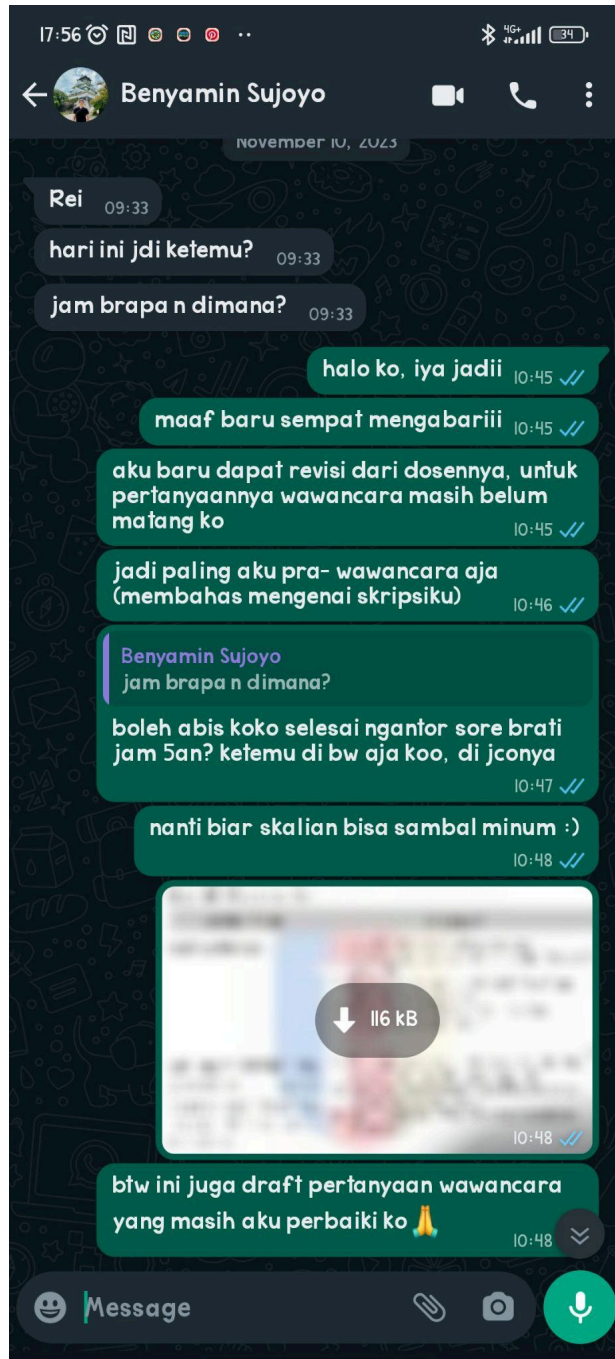 17:56
4G+
34
Benyamin Sujoyo
November 10, 2023
Rei 09:33
hari ini jdi ketemu? 09:33
jam brapa n dimana? 09:33
halo ko, iya jadii 10:45
maaf baru sempat mengabariii 10:45
aku baru dapat revisi dari dosennya, untuk
pertanyaannya wawancara masih belum
matang ko 10:45
jadi paling aku pra- wawancara aja
(membahas mengenai skripsiku) 10:46
Benyamin Sujoyo
jam brapa n dimana?
boleh abis koko selesai ngantor sore brati
jam 5an? ketemu di bw aja koo, di jconya
10:47
nanti biar skalian bisa sambal minum :)
10:48
116 kB
10:48
btw ini juga draft pertanyaan wawancara
yang masih aku perbaiki ko 🙏
10:48
Message